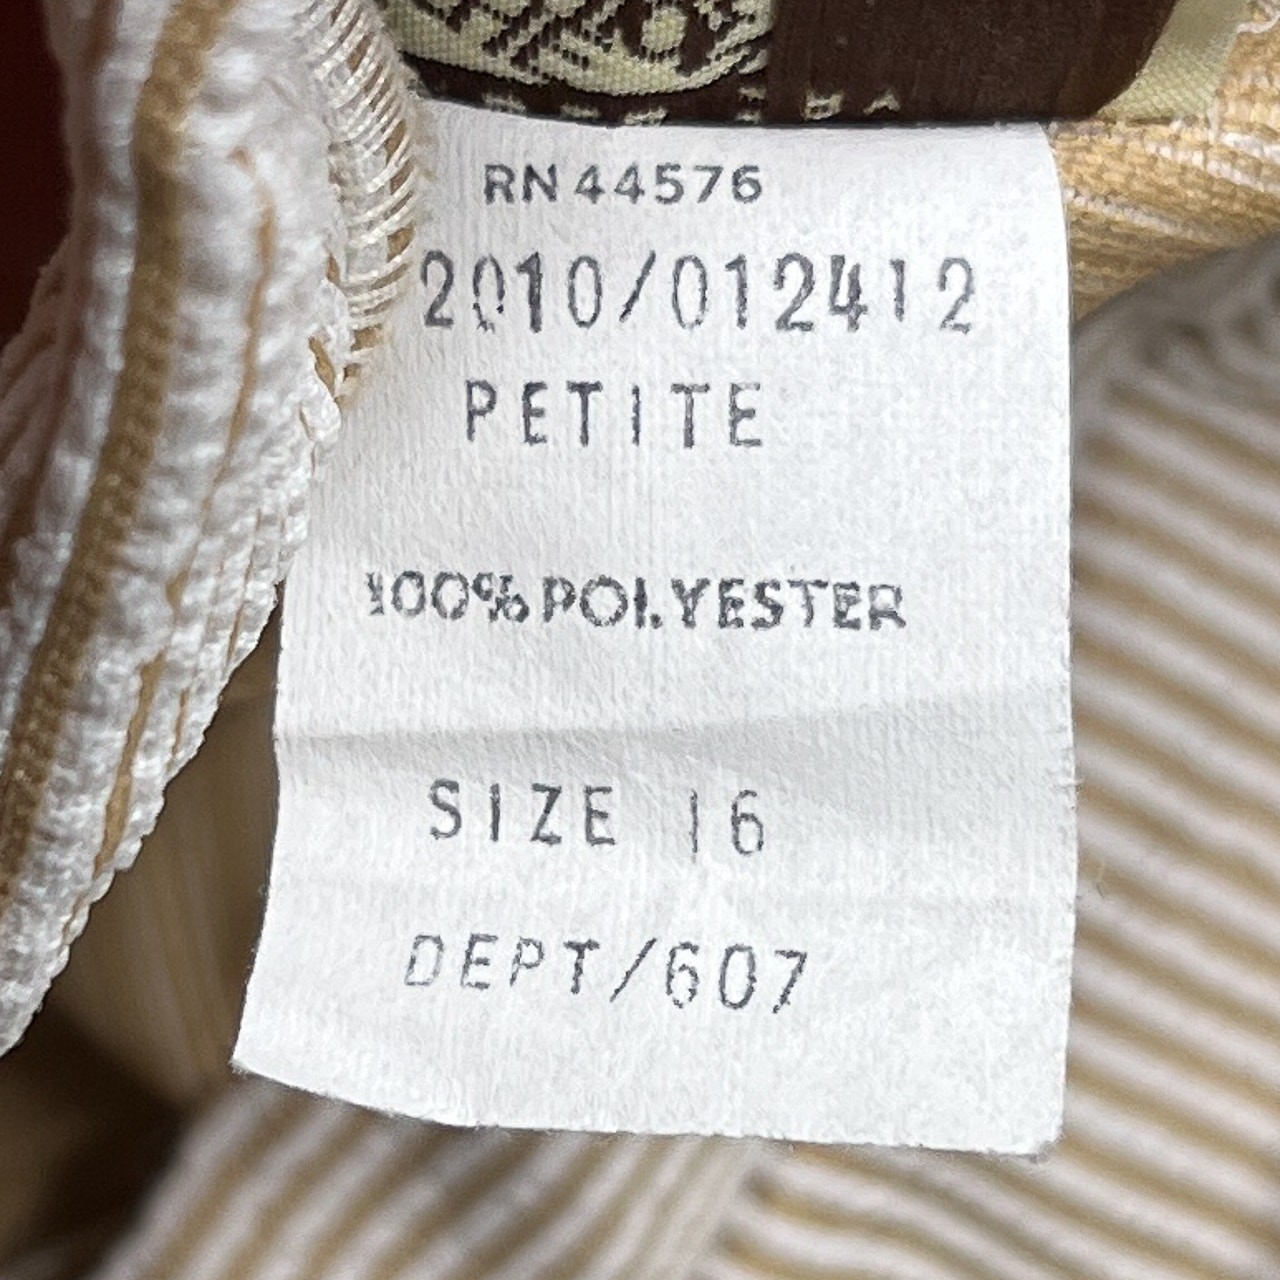 RN 44576
2010/012412
PETITE
100% POLYESTER
SIZE 16
DEPT/607